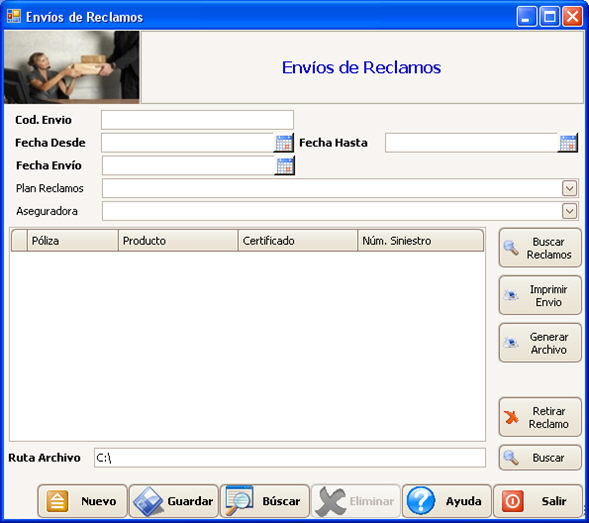 Envíos de Reclamos
Envíos de Reclamos
Cod. Envio
Fecha Desde
Fecha Hasta
Fecha Envío
Plan Reclamos
Aseguradora
Póliza
Producto
Certificado
Núm. Siniestro
Buscar
Reclamos
Imprimir
Envio
Generar
Archivo
Retirar
Reclamo
Ruta Archivo
C:\
Buscar
Nuevo
Guardar
Búscar
Eliminar
Ayuda
Salir